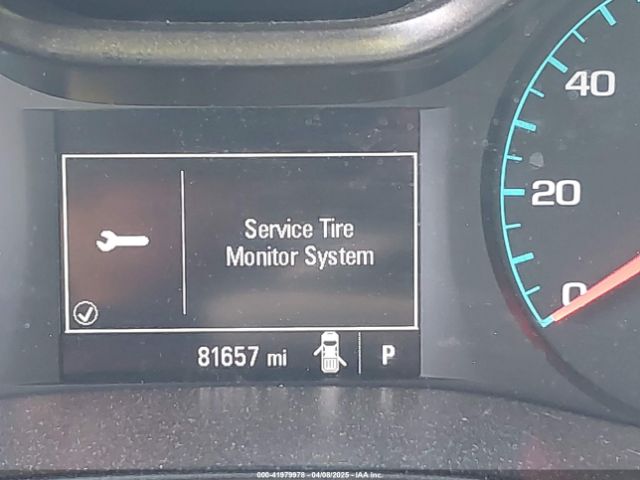 40
20
0
Service Tire
Monitor System
81657 mi
P
000-41979978 - 04/08/2025 - IAA Inc.